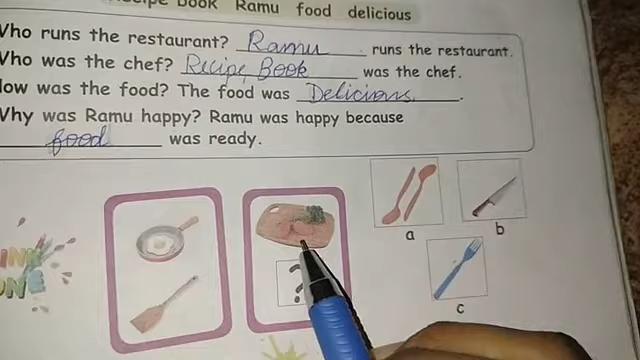 Recipe Book Ramu food delicious
Who runs the restaurant? Ramu runs the restaurant.
Who was the chef? Recipe Book was the chef.
How was the food? The food was Delicious.
Why was Ramu happy? Ramu was happy because
food was ready.
a
b
?
c